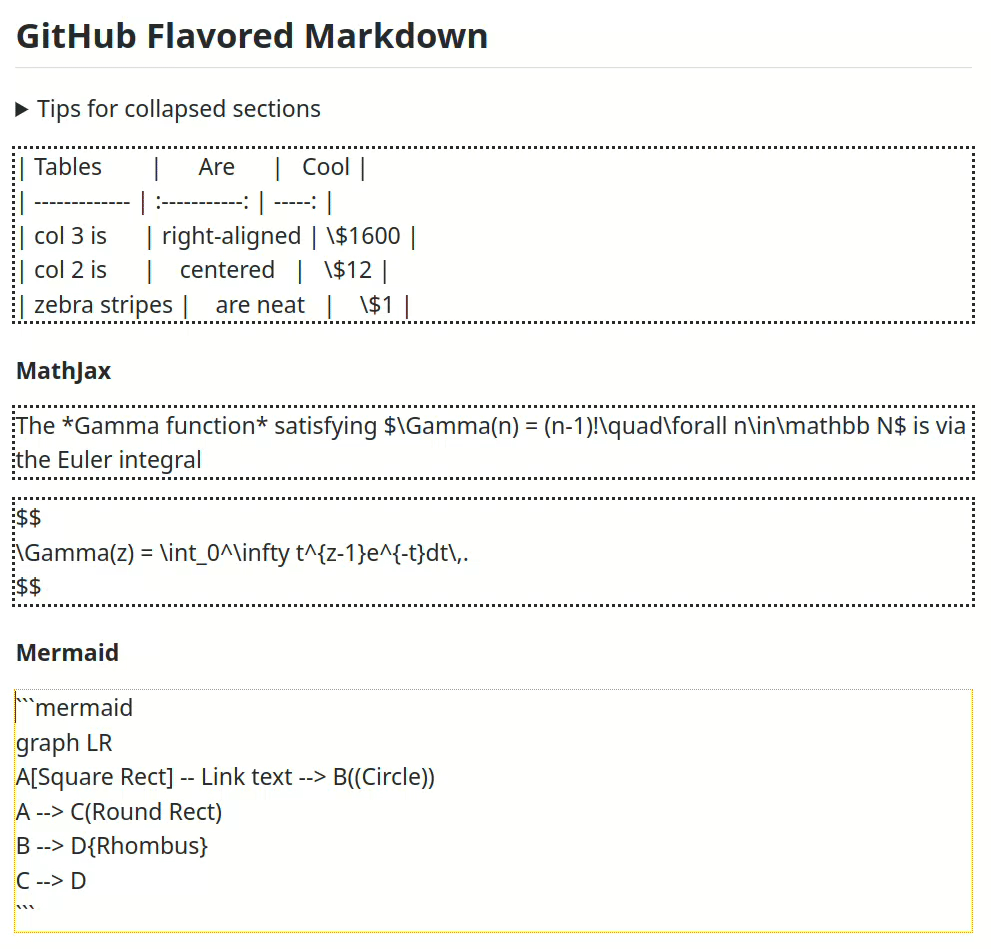 GitHub Flavored Markdown
▶ Tips for collapsed sections
| Tables        |      Are      |   Cool |
| ------------- | :-----------: | -----: |
| col 3 is      | right-aligned | \$1600 |
| col 2 is      |    centered   |   \$12 |
| zebra stripes |    are neat   |    \$1 |
MathJax
The *Gamma function* satisfying $\Gamma(n) = (n-1)!\quad\forall n\in\mathbb N$ is via
the Euler integral
$$
\Gamma(z) = \int_0^\infty t^{z-1}e^{-t}dt\,.
$$
Mermaid
```mermaid
graph LR
A[Square Rect] -- Link text --> B((Circle))
A --> C(Round Rect)
B --> D{Rhombus}
C --> D
```